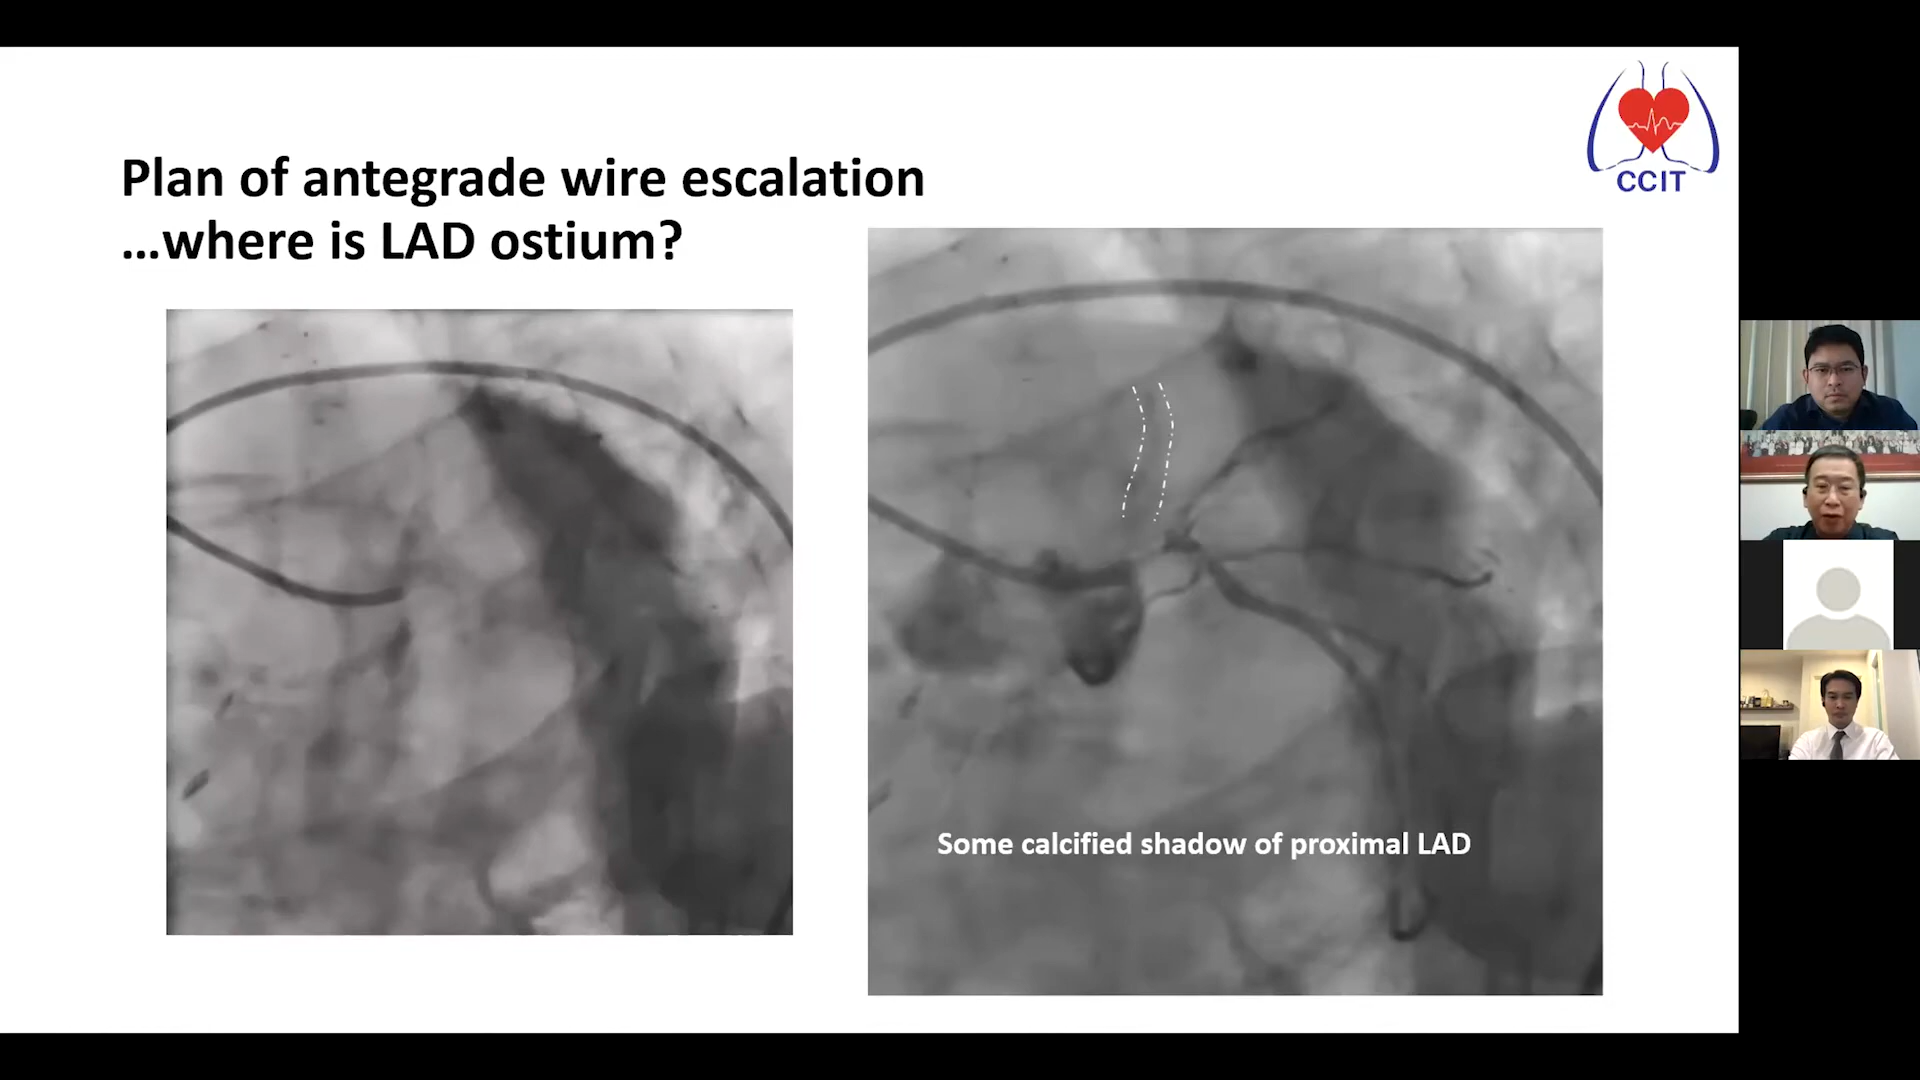 Plan of antegrade wire escalation
...where is LAD ostium?
CCIT
Some calcified shadow of proximal LAD